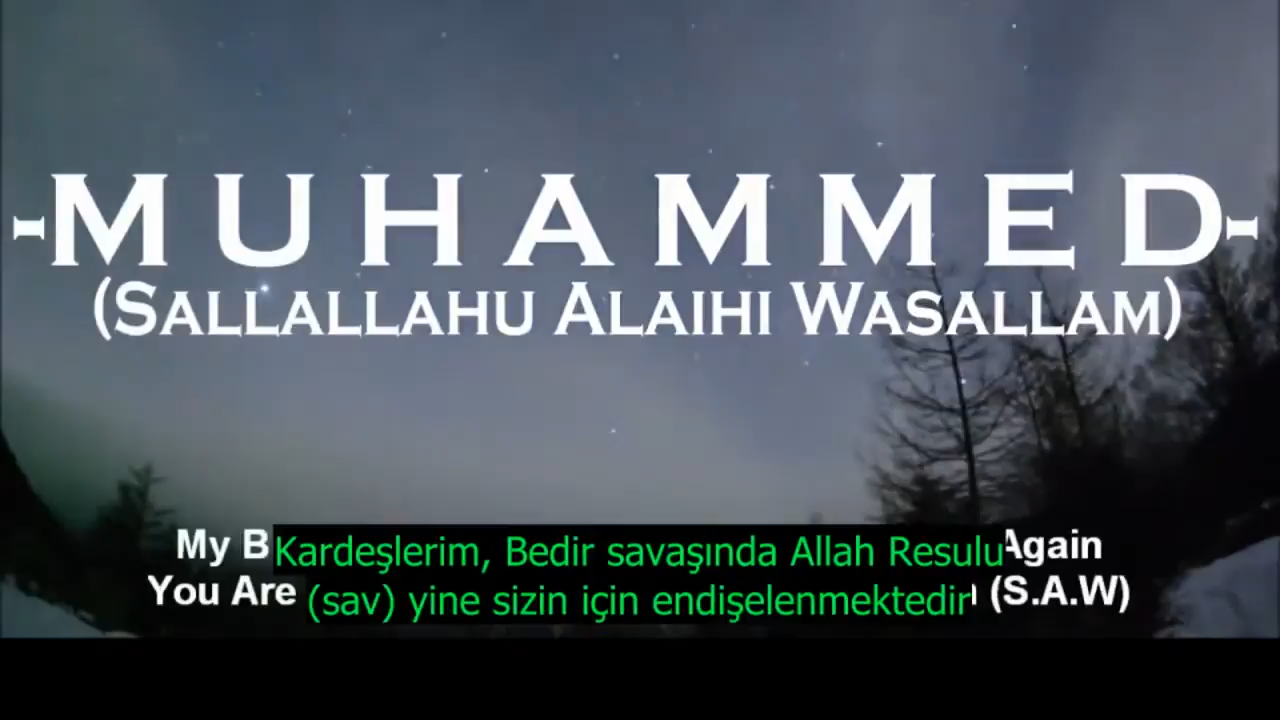 -MUHAMMED-
(SALLALLAHU ALAIHI WASALLAM)
My Again
Kardeşlerim, Bedir savaşında Allah Resulu
You Are (S.A.W)
(sav) yine sizin için endişelenmektedir